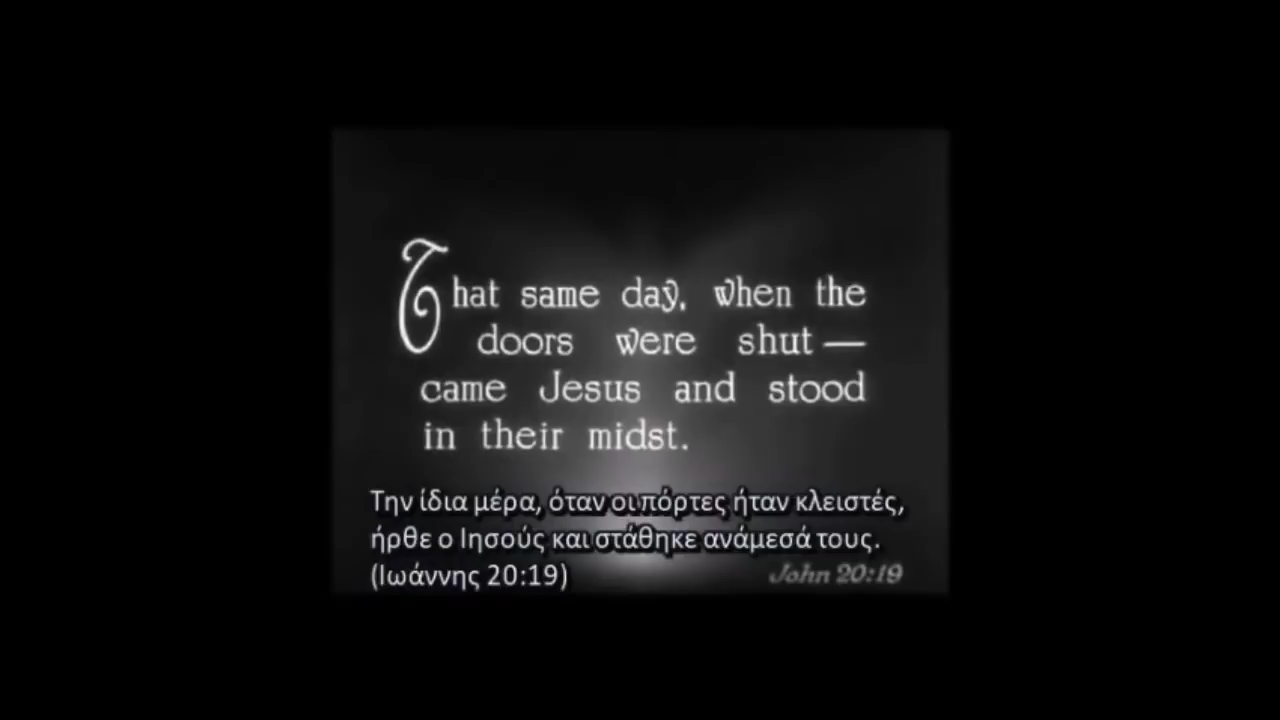 That same day, when the
doors were shut —
came Jesus and stood
in their midst.
Την ίδια μέρα, όταν οι πόρτες ήταν κλειστές,
ήρθε ο Ιησούς και στάθηκε ανάμεσά τους.
(Ιωάννης 20:19)
John 20:19